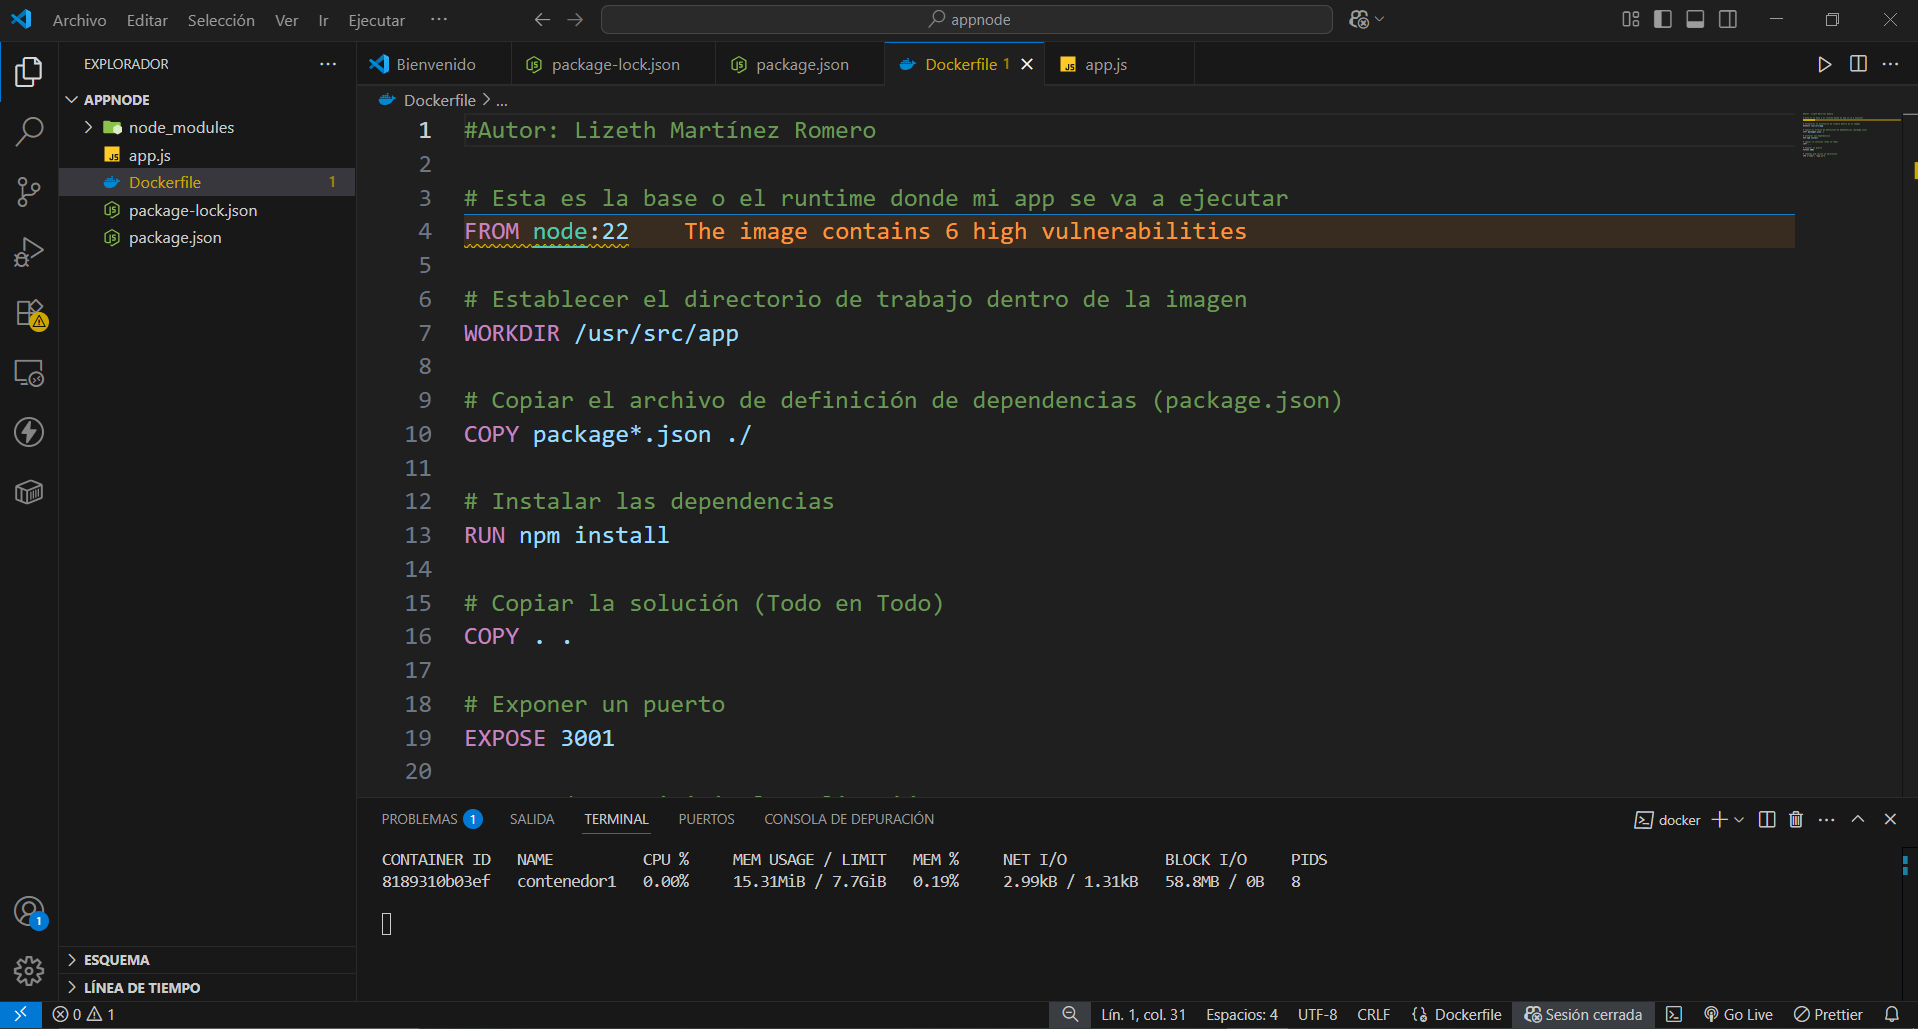 Archivo Editar Selección Ver Ir Ejecutar ··· appnode
EXPLORADOR ···
APPNODE
node_modules
JS app.js
Dockerfile 1
package-lock.json
package.json
ESQUEMA
LÍNEA DE TIEMPO
1
Bienvenido package-lock.json package.json Dockerfile 1 JS app.js
Dockerfile > ...
1 #Autor: Lizeth Martínez Romero
2
3 # Esta es la base o el runtime donde mi app se va a ejecutar
4 FROM node:22 The image contains 6 high vulnerabilities
5
6 # Establecer el directorio de trabajo dentro de la imagen
7 WORKDIR /usr/src/app
8
9 # Copiar el archivo de definición de dependencias (package.json)
10 COPY package*.json ./
11
12 # Instalar las dependencias
13 RUN npm install
14
15 # Copiar la solución (Todo en Todo)
16 COPY . .
17
18 # Exponer un puerto
19 EXPOSE 3001
20
PROBLEMAS 1 SALIDA TERMINAL PUERTOS CONSOLA DE DEPURACIÓN docker
CONTAINER ID NAME CPU % MEM USAGE / LIMIT MEM % NET I/O BLOCK I/O PIDS
8189310b03ef contenedor1 0.00% 15.31MiB / 7.7GiB 0.19% 2.99kB / 1.31kB 58.8MB / 0B 8
0 1 Lín. 1, col. 31 Espacios: 4 UTF-8 CRLF Dockerfile Sesión cerrada Go Live Prettier